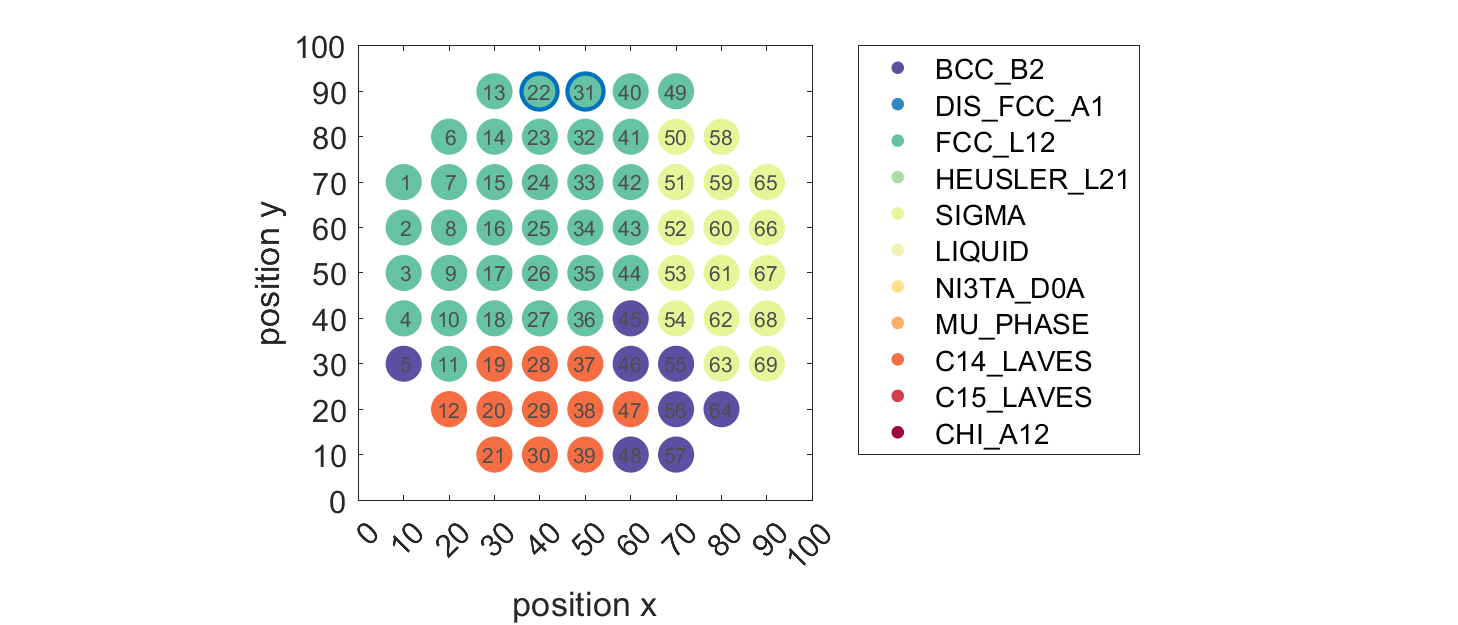 100
90
80
70
60
50
40
30
20
10
0
position y
13 22 31 40 49
6 14 23 32 41 50 58
1 7 15 24 33 42 51 59 65
2 8 16 25 34 43 52 60 66
3 9 17 26 35 44 53 61 67
4 10 18 27 36 45 54 62 68
5 11 19 28 37 46 55 63 69
12 20 29 38 47 56 64
21 30 39 48 57
0 10 20 30 40 50 60 70 80 90 100
position x
BCC_B2
DIS_FCC_A1
FCC_L12
HEUSLER_L21
SIGMA
LIQUID
NI3TA_D0A
MU_PHASE
C14_LAVES
C15_LAVES
CHI_A12